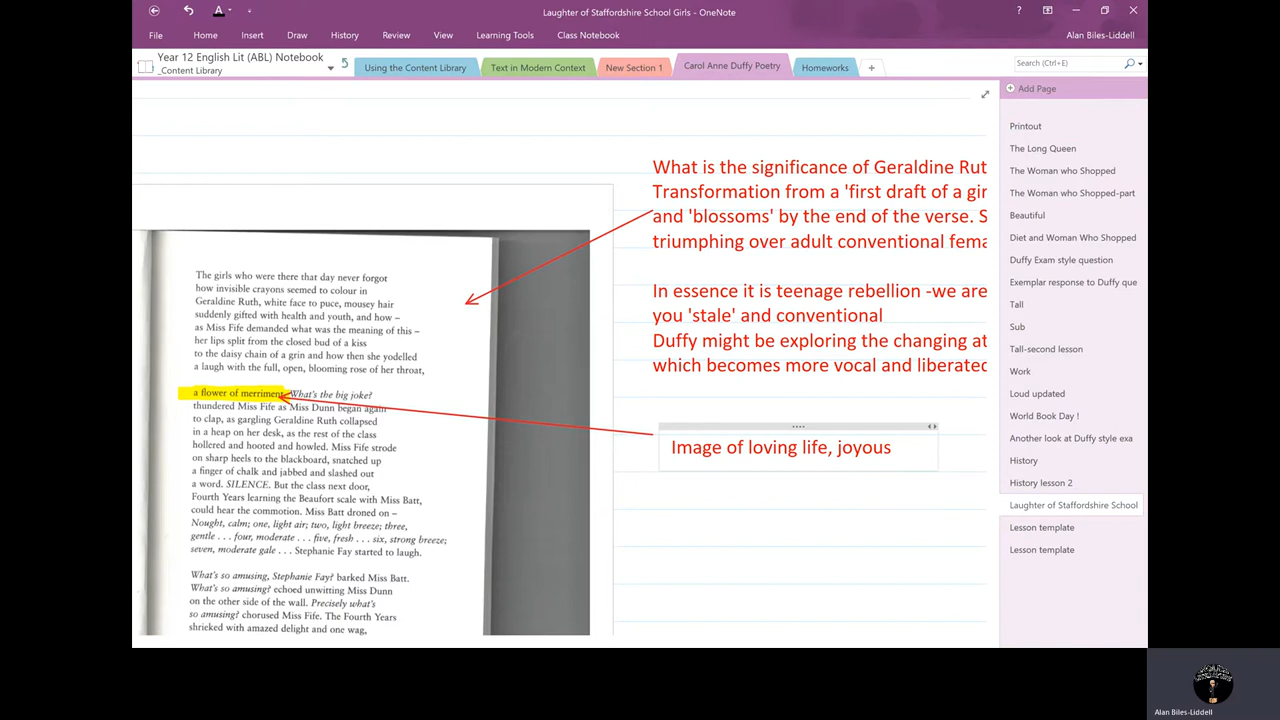 Laughter of Staffordshire School Girls - OneNote
?
A
File Home Insert Draw History Review View Learning Tools Class Notebook
Alan Biles-Liddell
Year 12 English Lit (ABL) Notebook
_Content Library
Using the Content Library
Text in Modern Context
New Section 1
Carol Anne Duffy Poetry
Homeworks
+
Search (Ctrl+E)
Add Page
Printout
The Long Queen
The Woman who Shopped
The Woman who Shopped-part
Beautiful
Diet and Woman Who Shopped
Duffy Exam style question
Exemplar response to Duffy que
Tall
Sub
Tall-second lesson
Work
Loud updated
World Book Day !
Another look at Duffy style exa
History
History lesson 2
Laughter of Staffordshire School
Lesson template
Lesson template
What is the significance of Geraldine Rut
Transformation from a 'first draft of a gir
and 'blossoms' by the end of the verse. S
triumphing over adult conventional fema
In essence it is teenage rebellion -we are
you 'stale' and conventional
Duffy might be exploring the changing at
which becomes more vocal and liberated
Image of loving life, joyous
The girls who were there that day never forgot
how invisible crayons seemed to colour in
Geraldine Ruth, white face to puce, mousey hair
suddenly gifted with health and youth, and how –
as Miss Fife demanded what was the meaning of this –
her lips split from the closed bud of a kiss
to the daisy chain of a grin and how then she yodelled
a laugh with the full, open, blooming rose of her throat,
a flower of merriment. What's the big joke?
thundered Miss Fife as Miss Dunn began again
to clap, as gargling Geraldine Ruth collapsed
in a heap on her desk, as the rest of the class
hollered and hooted and howled. Miss Fife strode
on sharp heels to the blackboard, snatched up
a finger of chalk and jabbed and slashed out
a word. SILENCE. But the class next door,
Fourth Years learning the Beaufort scale with Miss Batt,
could hear the commotion. Miss Batt droned on –
Nought, calm; one, light air; two, light breeze; three,
gentle . . . four, moderate . . . five, fresh . . . six, strong breeze;
seven, moderate gale . . . Stephanie Fay started to laugh.
What's so amusing, Stephanie Fay? barked Miss Batt.
What's so amusing? echoed unwitting Miss Dunn
on the other side of the wall. Precisely what's
so amusing? chorused Miss Fife. The Fourth Years
shrieked with amazed delight and one wag,
Alan Biles-Liddell